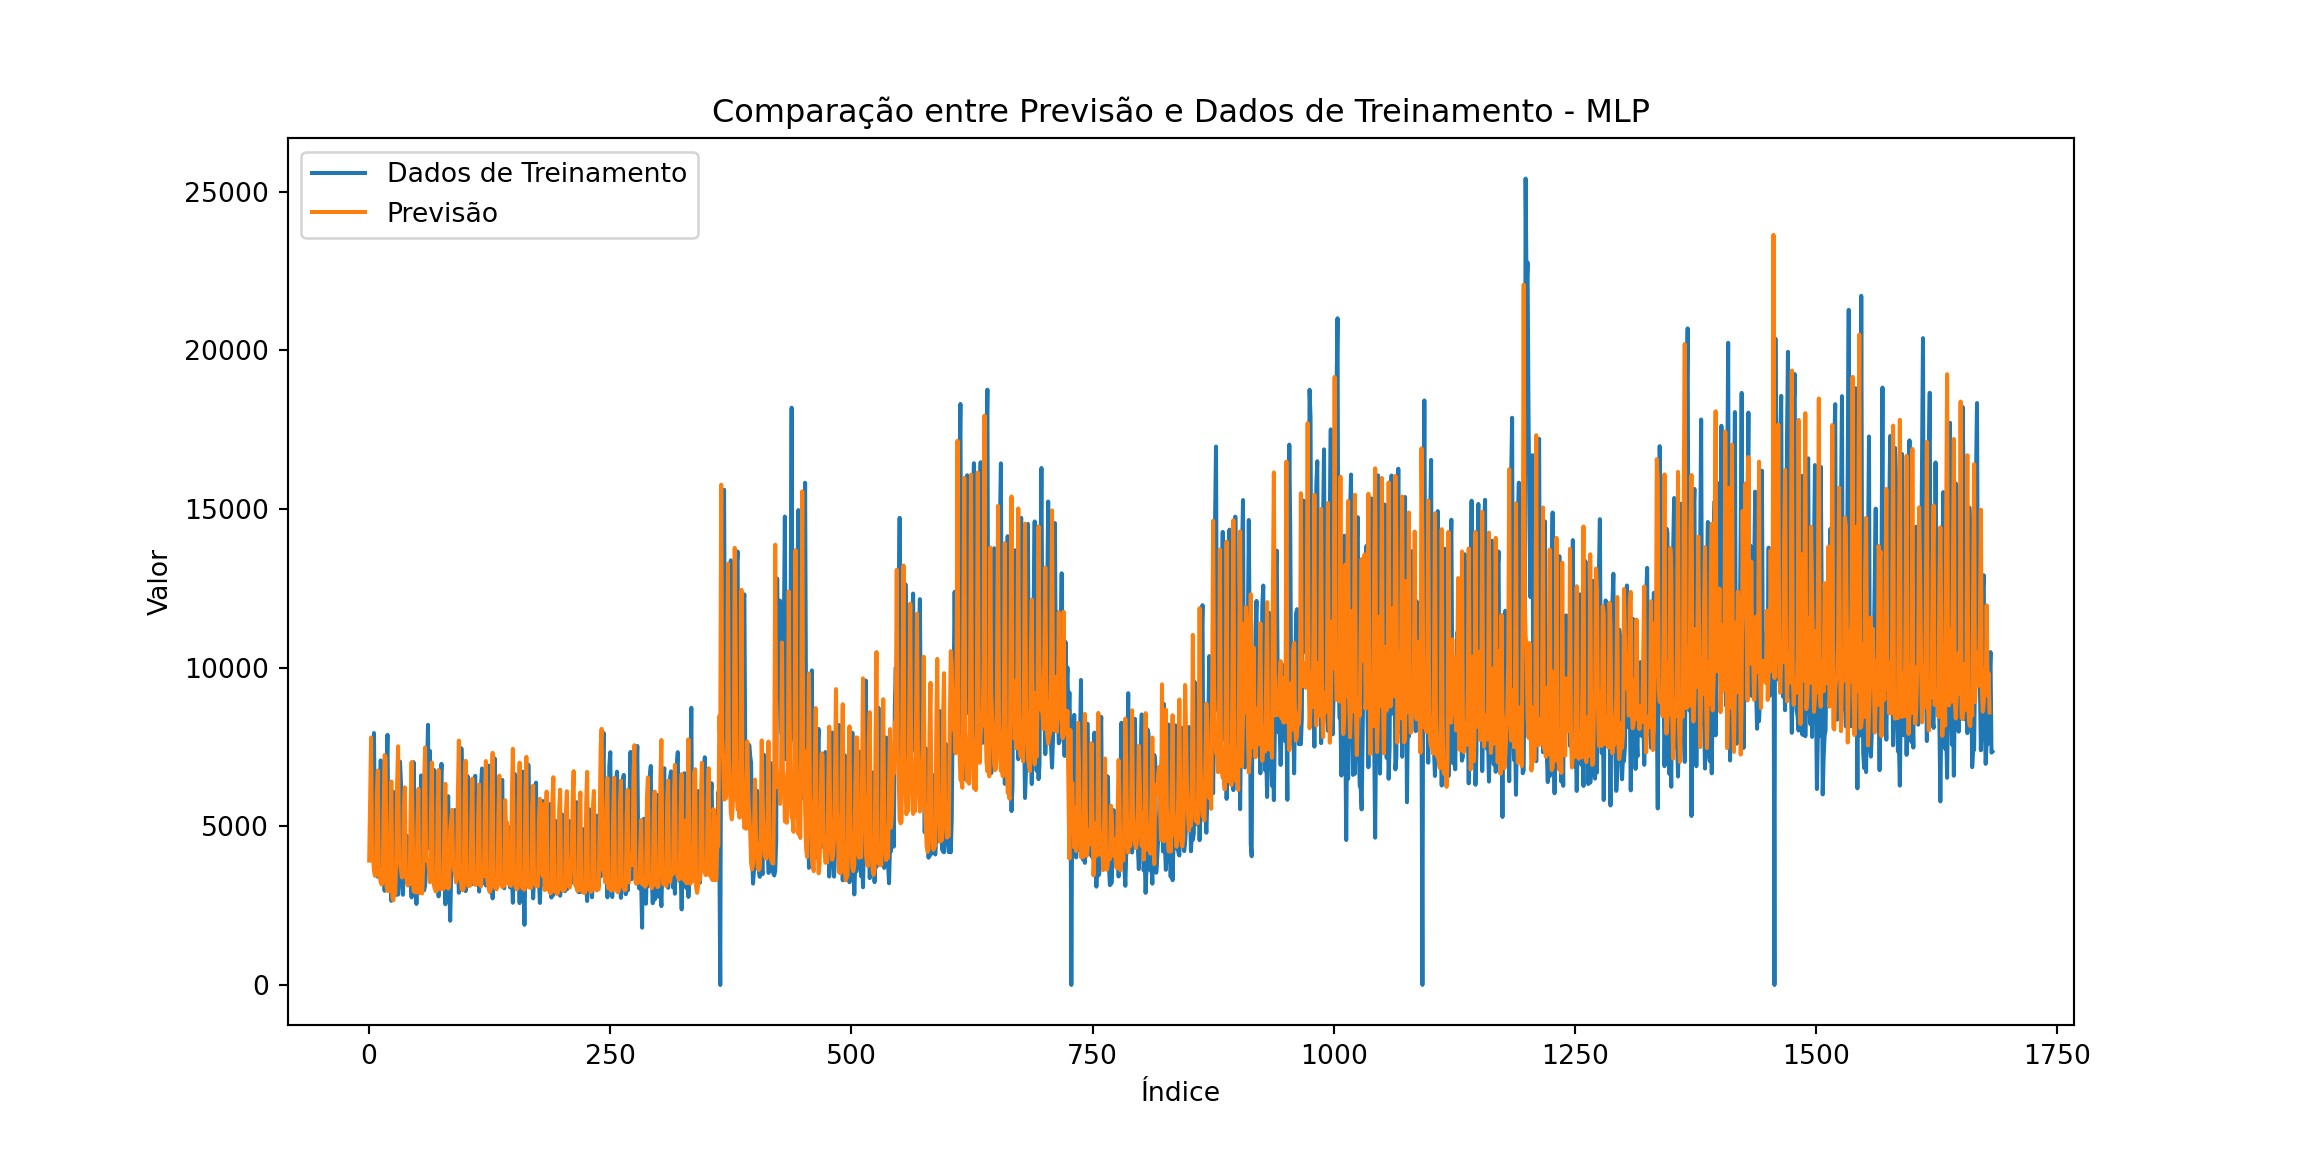 Comparação entre Previsão e Dados de Treinamento - MLP
Dados de Treinamento
Previsão
25000
20000
15000
10000
5000
0
Valor
0 250 500 750 1000 1250 1500 1750
Índice